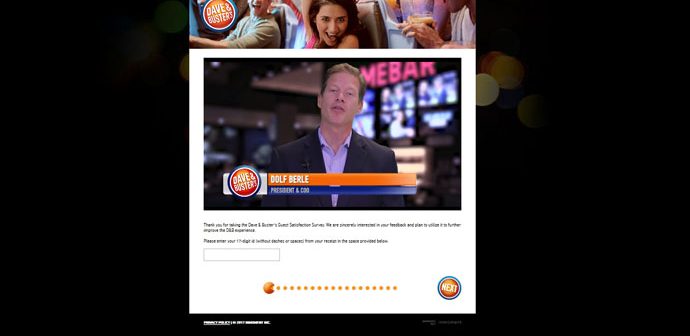 DAVE &
BUSTER'S
MEBAR
DAVE &
BUSTER'S
DOLF BERLE
PRESIDENT & COO
Thank you for taking the Dave & Buster's Guest Satisfaction Survey. We are sincerely interested in your feedback and plan to utilize it to further
improve the D&B experience.
Please enter your 17-digit id (without dashes or spaces) from your receipt in the space provided below.
NEXT
PRIVACY POLICY | © 2017 MINDSHARE INC.